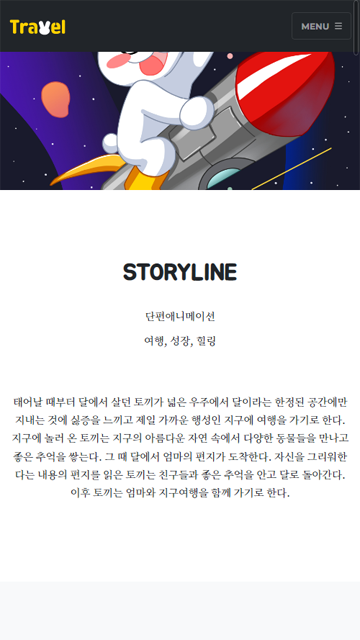 Travel
MENU
STORYLINE
단편애니메이션
여행, 성장, 힐링
태어날 때부터 달에서 살던 토끼가 넓은 우주에서 달이라는 한정된 공간에만
지내는 것에 싫증을 느끼고 제일 가까운 행성인 지구에 여행을 가기로 한다.
지구에 놀러 온 토끼는 지구의 아름다운 자연 속에서 다양한 동물들을 만나고
좋은 추억을 쌓는다. 그 때 달에서 엄마의 편지가 도착한다. 자신을 그리워한
다는 내용의 편지를 읽은 토끼는 친구들과 좋은 추억을 안고 달로 돌아간다.
이후 토끼는 엄마와 지구여행을 함께 가기로 한다.